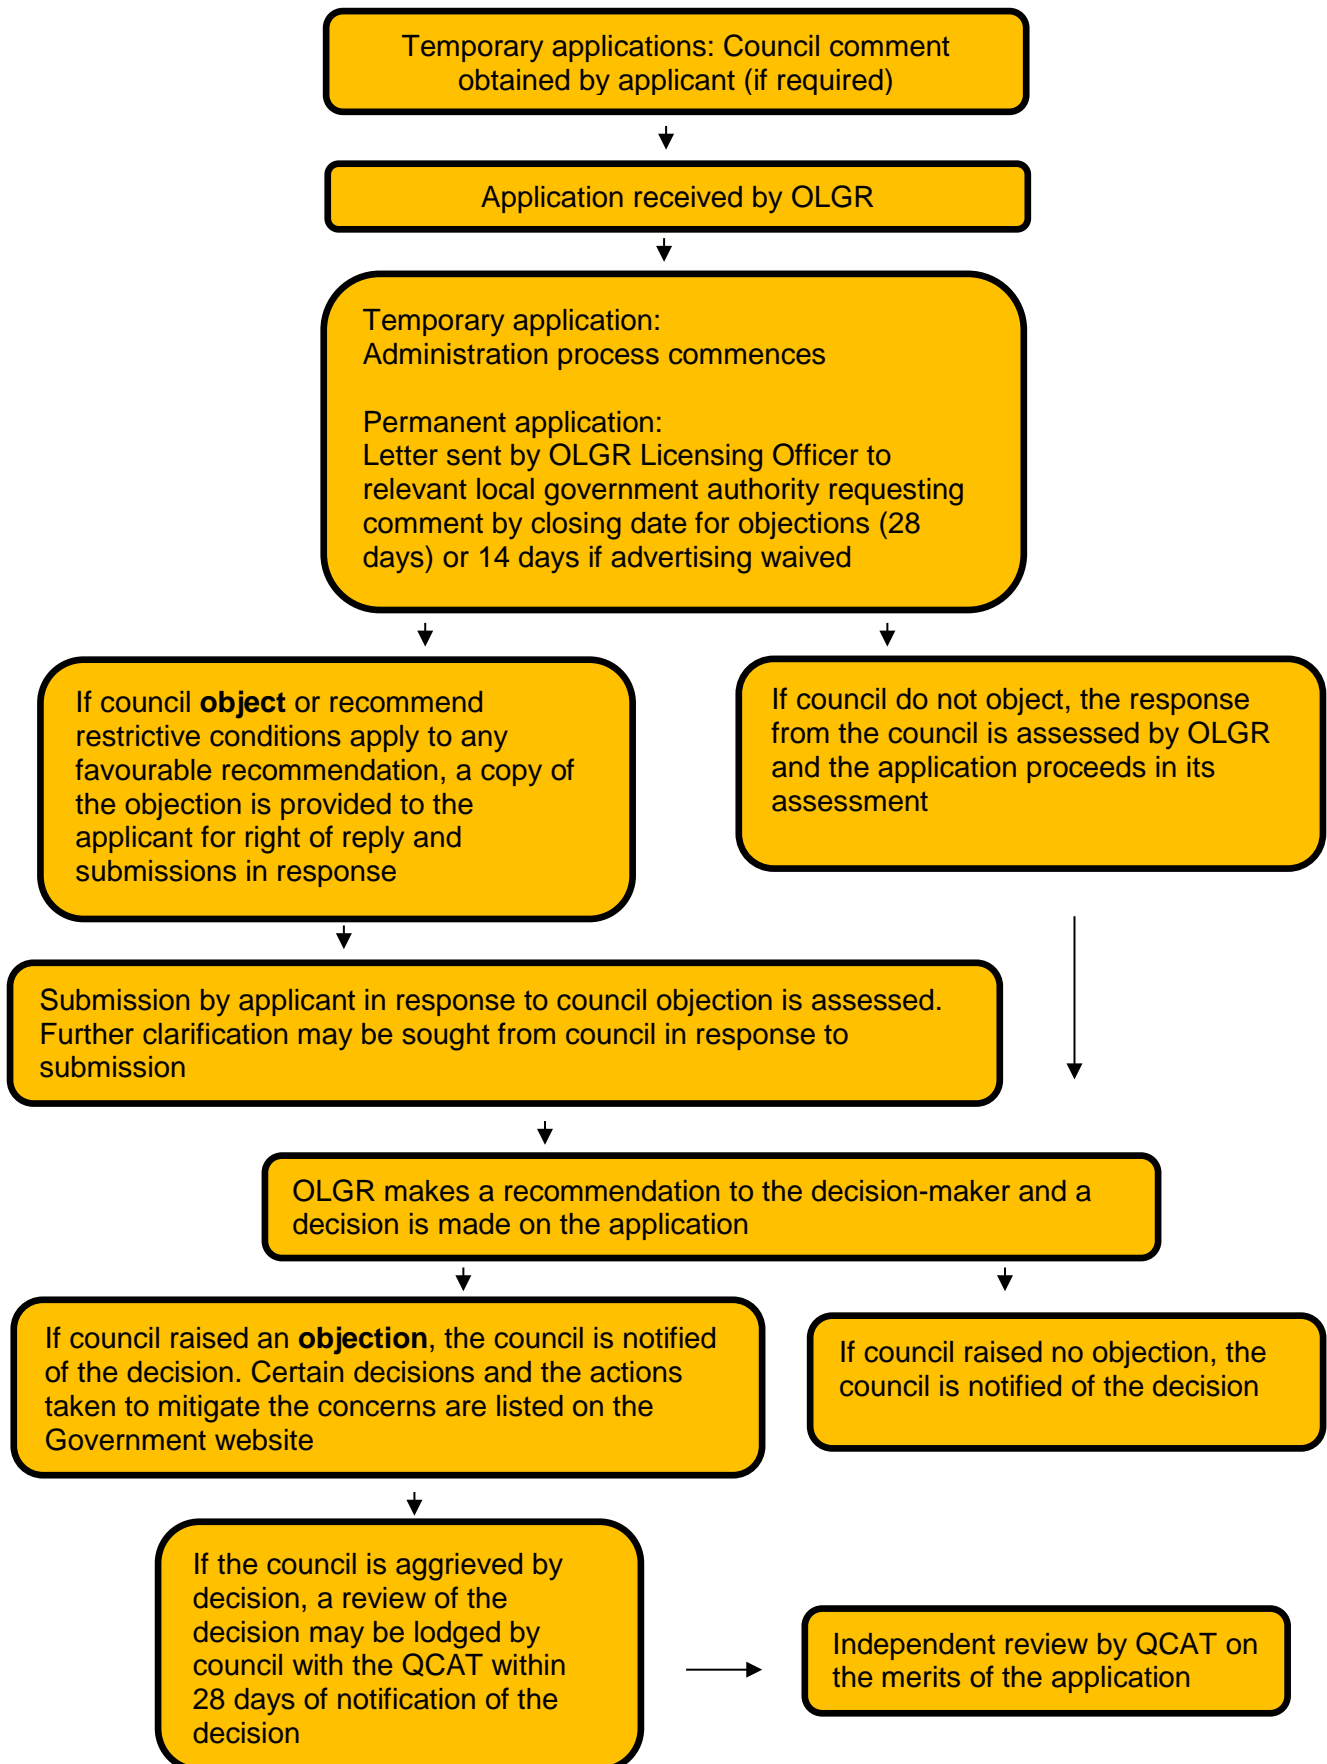 Temporary applications: Council comment
obtained by applicant (if required)
Application received by OLGR
Temporary application:
Administration process commences
Permanent application:
Letter sent by OLGR Licensing Officer to
relevant local government authority requesting
comment by closing date for objections (28
days) or 14 days if advertising waived
If council object or recommend
restrictive conditions apply to any
favourable recommendation, a copy of
the objection is provided to the
applicant for right of reply and
submissions in response
If council do not object, the response
from the council is assessed by OLGR
and the application proceeds in its
assessment
Submission by applicant in response to council objection is assessed.
Further clarification may be sought from council in response to
submission
OLGR makes a recommendation to the decision-maker and a
decision is made on the application
If council raised an objection, the council is notified
of the decision. Certain decisions and the actions
taken to mitigate the concerns are listed on the
Government website
If council raised no objection, the
council is notified of the decision
If the council is aggrieved by
decision, a review of the
decision may be lodged by
council with the QCAT within
28 days of notification of the
decision
Independent review by QCAT on
the merits of the application